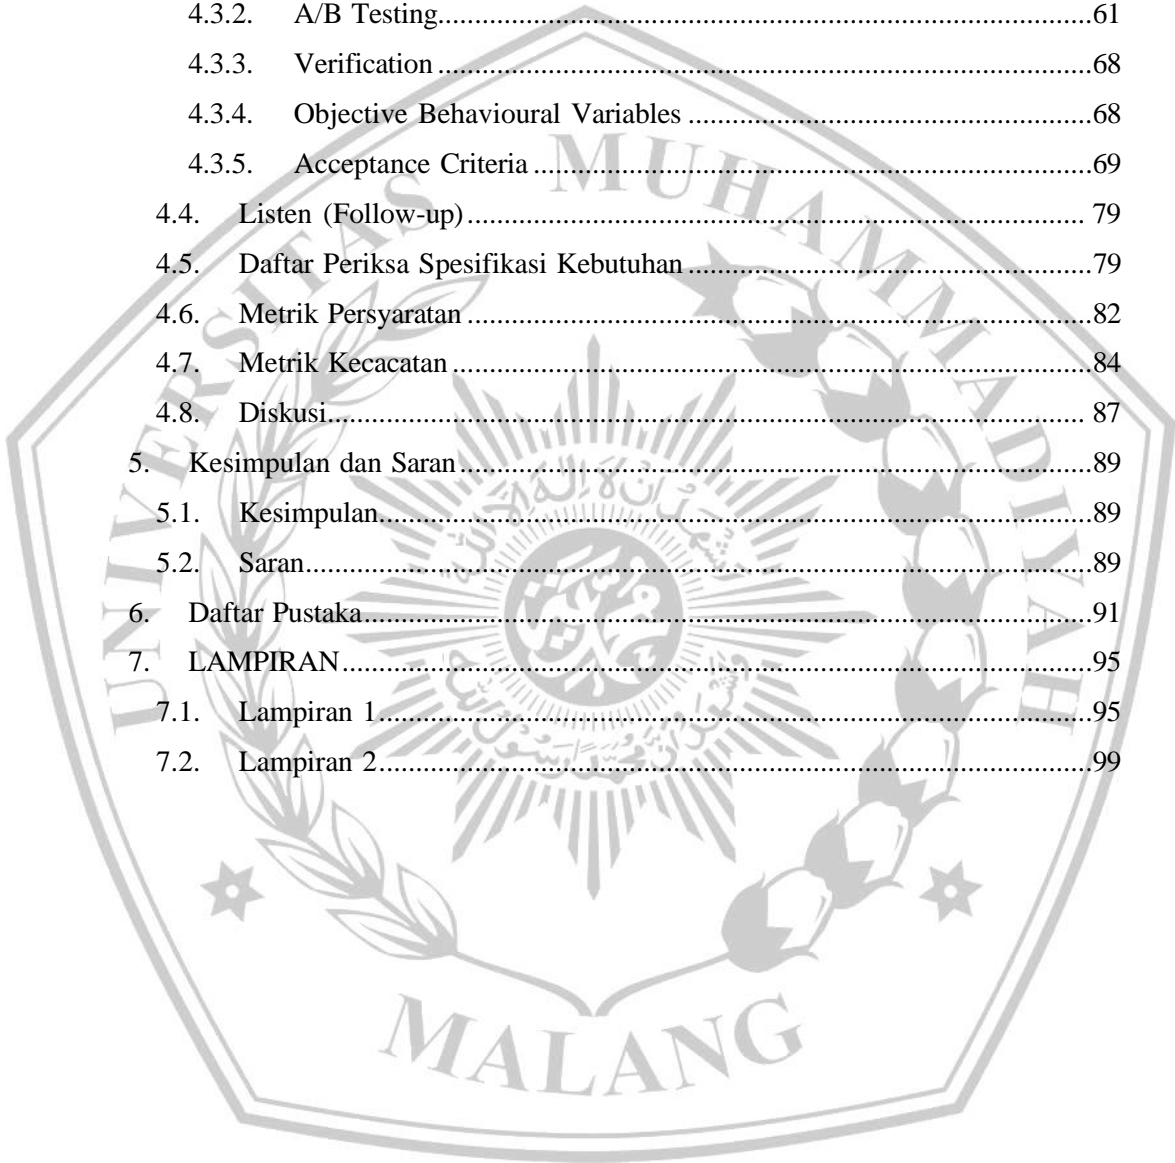 4.3.2. A/B Testing....................61
4.3.3. Verification....................68
4.3.4. Objective Behavioural Variables....................68
4.3.5. Acceptance Criteria....................69
4.4. Listen (Follow-up)....................79
4.5. Daftar Periksa Spesifikasi Kebutuhan....................79
4.6. Metrik Persyaratan....................82
4.7. Metrik Kecacatan....................84
4.8. Diskusi....................87
5. Kesimpulan dan Saran....................89
5.1. Kesimpulan....................89
5.2. Saran....................89
6. Daftar Pustaka....................91
7. LAMPIRAN....................95
7.1. Lampiran 1....................95
7.2. Lampiran 2....................99
UNIVERSITAS MUHAMMADIYAH
MALANG